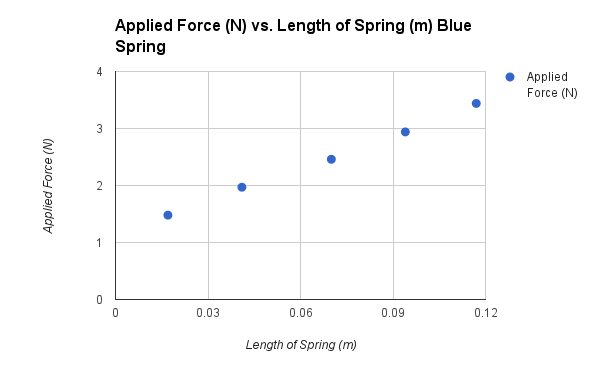 Applied Force (N) vs. Length of Spring (m) Blue
Spring
Applied
Force (N)
Applied Force (N)
4
3
2
1
0
0
0.03
0.06
0.09
0.12
Length of Spring (m)